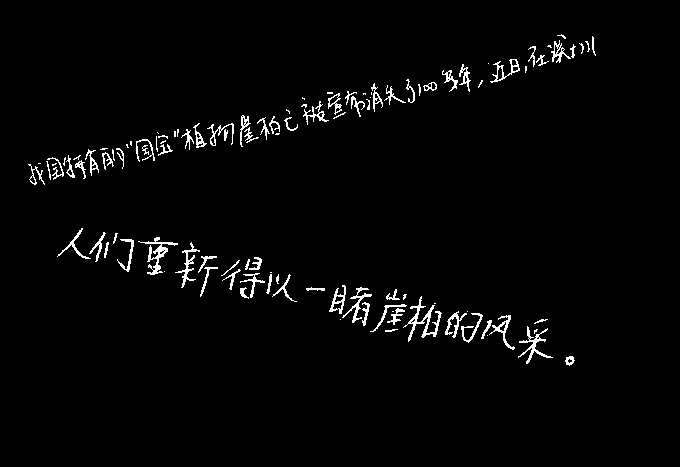 我国特有的“国宝”植物崖柏已被宣布消失了100多年，近日，在深圳
人们重新得以一睹崖柏的风采。